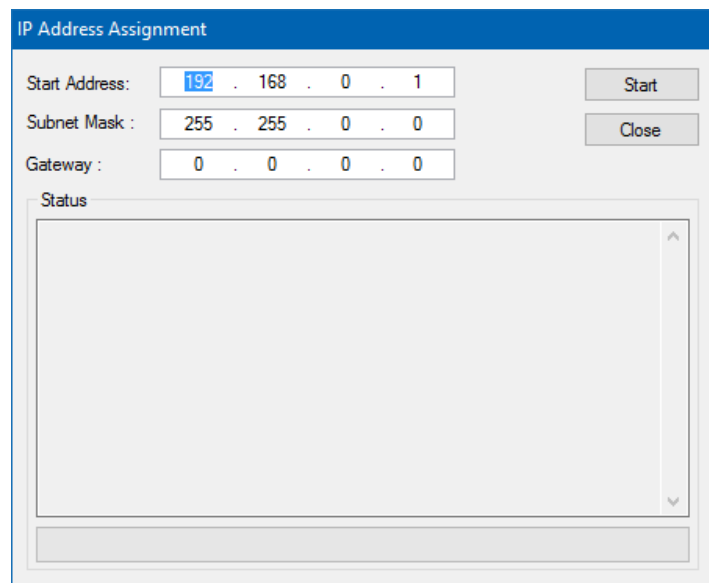 IP Address Assignment
Start Address: 192 . 168 . 0 . 1 Start
Subnet Mask : 255 . 255 . 0 . 0 Close
Gateway : 0 . 0 . 0 . 0
Status